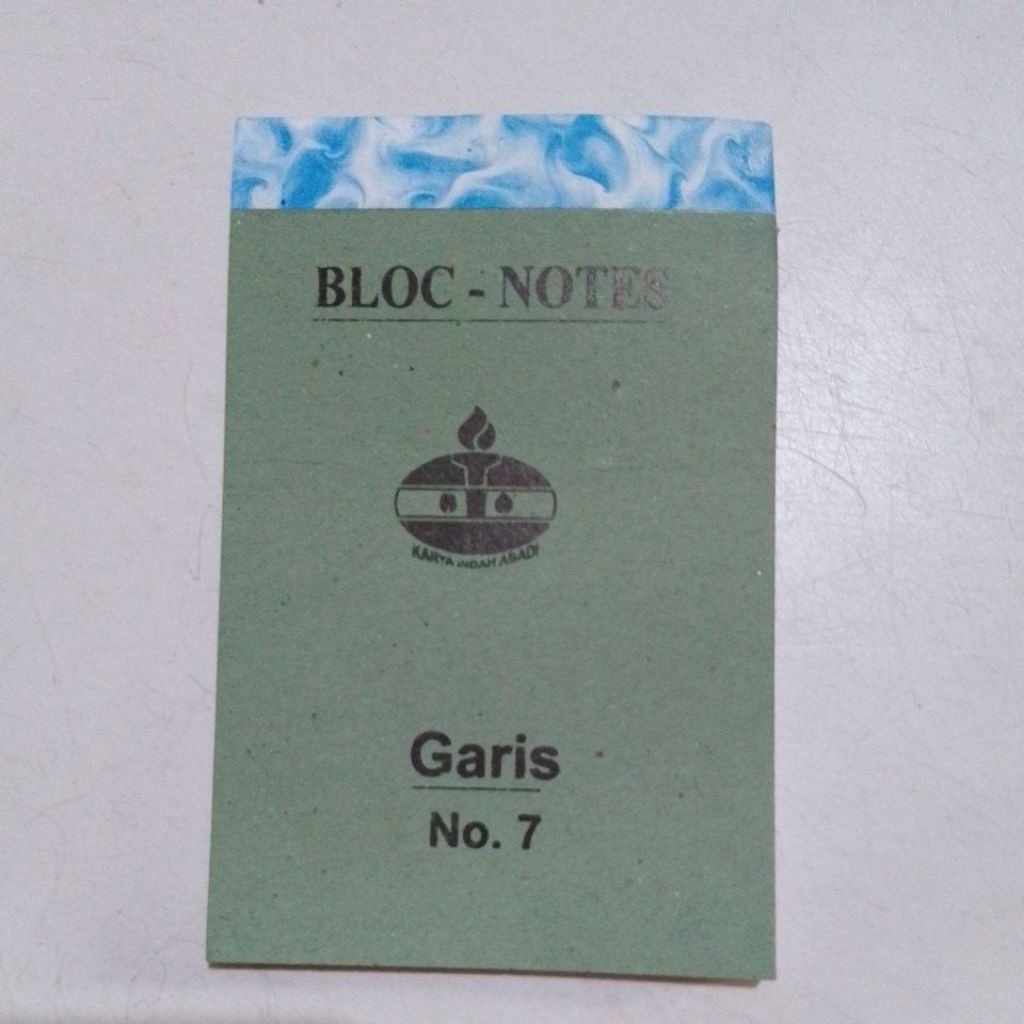 BLOC - NOTES
KARYA INDAH ABADI
Garis
No. 7